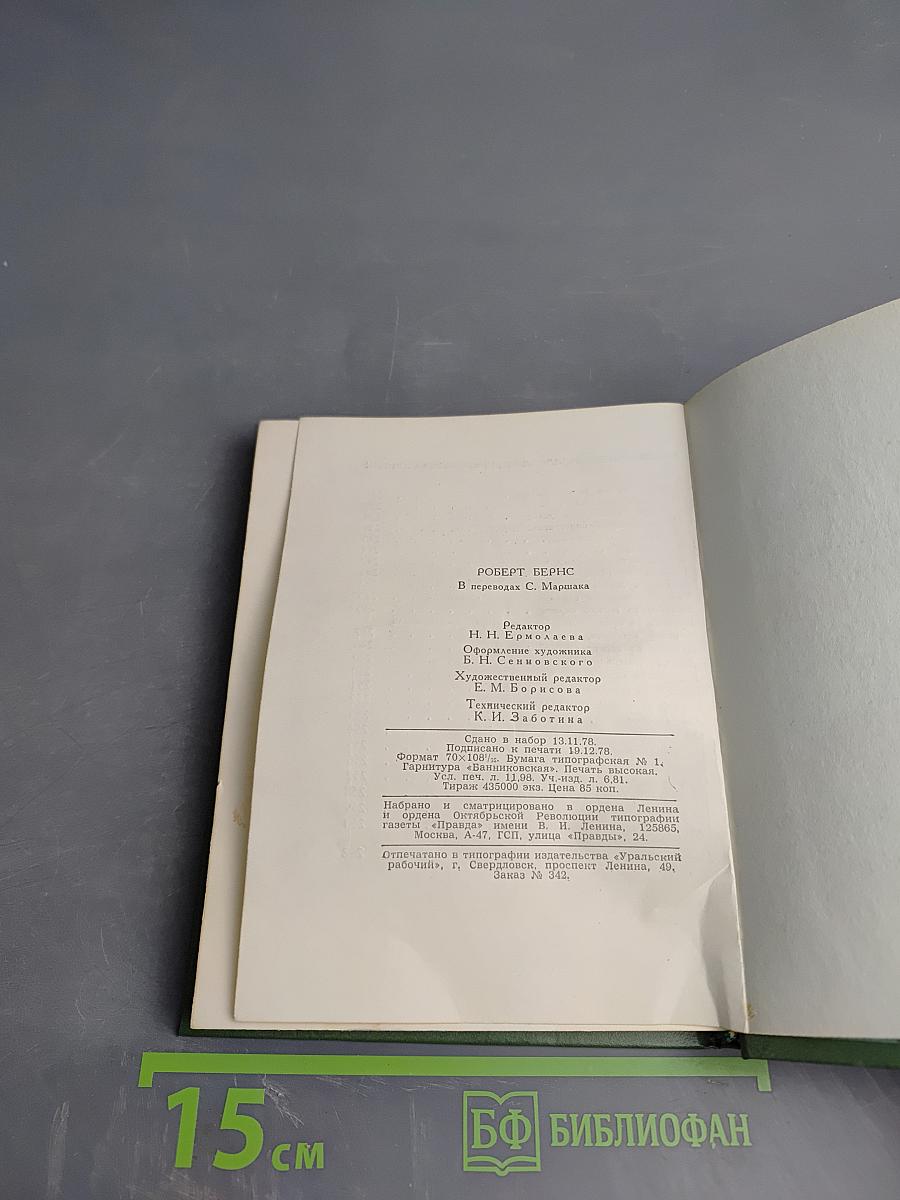 РОБЕРТ БЕРНС
В переводах С. Маршака
Редактор
Н. Н. Ермолаева
Оформление художника
Б. Н. Сенновского
Художественный редактор
Е. М. Борисова
Технический редактор
К. И. Заботина
Сдано в набор 13.11.78.
Подписано к печати 19.12.78.
Формат 70×108¹/₃₂. Бумага типографская № 1.
Гарнитура «Банниковская». Печать высокая.
Усл. печ. л. 11,98. Уч.-изд. л. 6,81.
Тираж 435000 экз. Цена 85 коп.
Набрано и сматрицировано в ордена Ленина
и ордена Октябрьской Революции типографии
газеты «Правда» имени В. И. Ленина, 125865,
Москва, А-47, ГСП, улица «Правды», 24.
Отпечатано в типографии издательства «Уральский
рабочий», г. Свердловск, проспект Ленина, 49,
Заказ № 342.
15 см
БФ БИБЛИОФАН